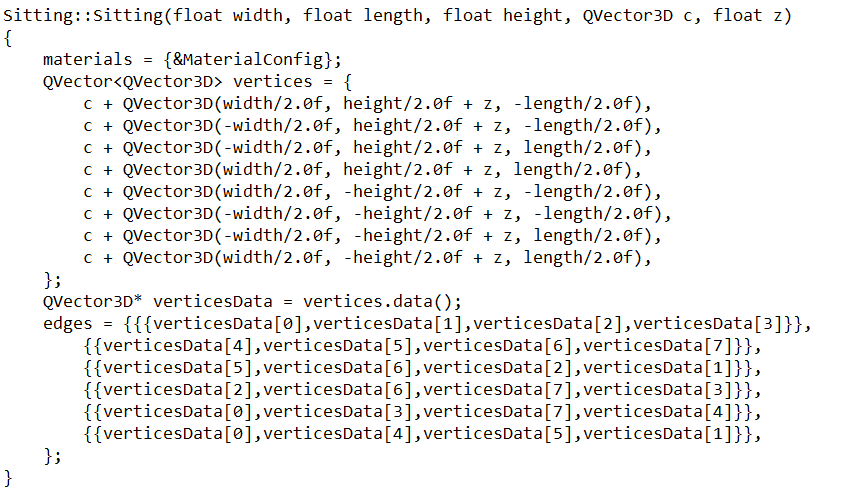 Sitting::Sitting(float width, float length, float height, QVector3D c, float z)
{
    materials = {&MaterialConfig};
    QVector<QVector3D> vertices = {
        c + QVector3D(width/2.0f, height/2.0f + z, -length/2.0f),
        c + QVector3D(-width/2.0f, height/2.0f + z, -length/2.0f),
        c + QVector3D(-width/2.0f, height/2.0f + z, length/2.0f),
        c + QVector3D(width/2.0f, height/2.0f + z, length/2.0f),
        c + QVector3D(width/2.0f, -height/2.0f + z, -length/2.0f),
        c + QVector3D(-width/2.0f, -height/2.0f + z, -length/2.0f),
        c + QVector3D(-width/2.0f, -height/2.0f + z, length/2.0f),
        c + QVector3D(width/2.0f, -height/2.0f + z, length/2.0f),
    };
    QVector3D* verticesData = vertices.data();
    edges = {{{verticesData[0],verticesData[1],verticesData[2],verticesData[3]}},
        {{verticesData[4],verticesData[5],verticesData[6],verticesData[7]}},
        {{verticesData[5],verticesData[6],verticesData[2],verticesData[1]}},
        {{verticesData[2],verticesData[6],verticesData[7],verticesData[3]}},
        {{verticesData[0],verticesData[3],verticesData[7],verticesData[4]}},
        {{verticesData[0],verticesData[4],verticesData[5],verticesData[1]}},
    };
}